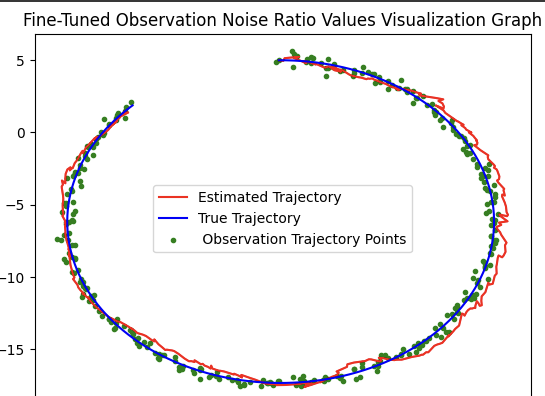 Fine-Tuned Observation Noise Ratio Values Visualization Graph
5
0
−5
−10
−15
Estimated Trajectory
True Trajectory
Observation Trajectory Points